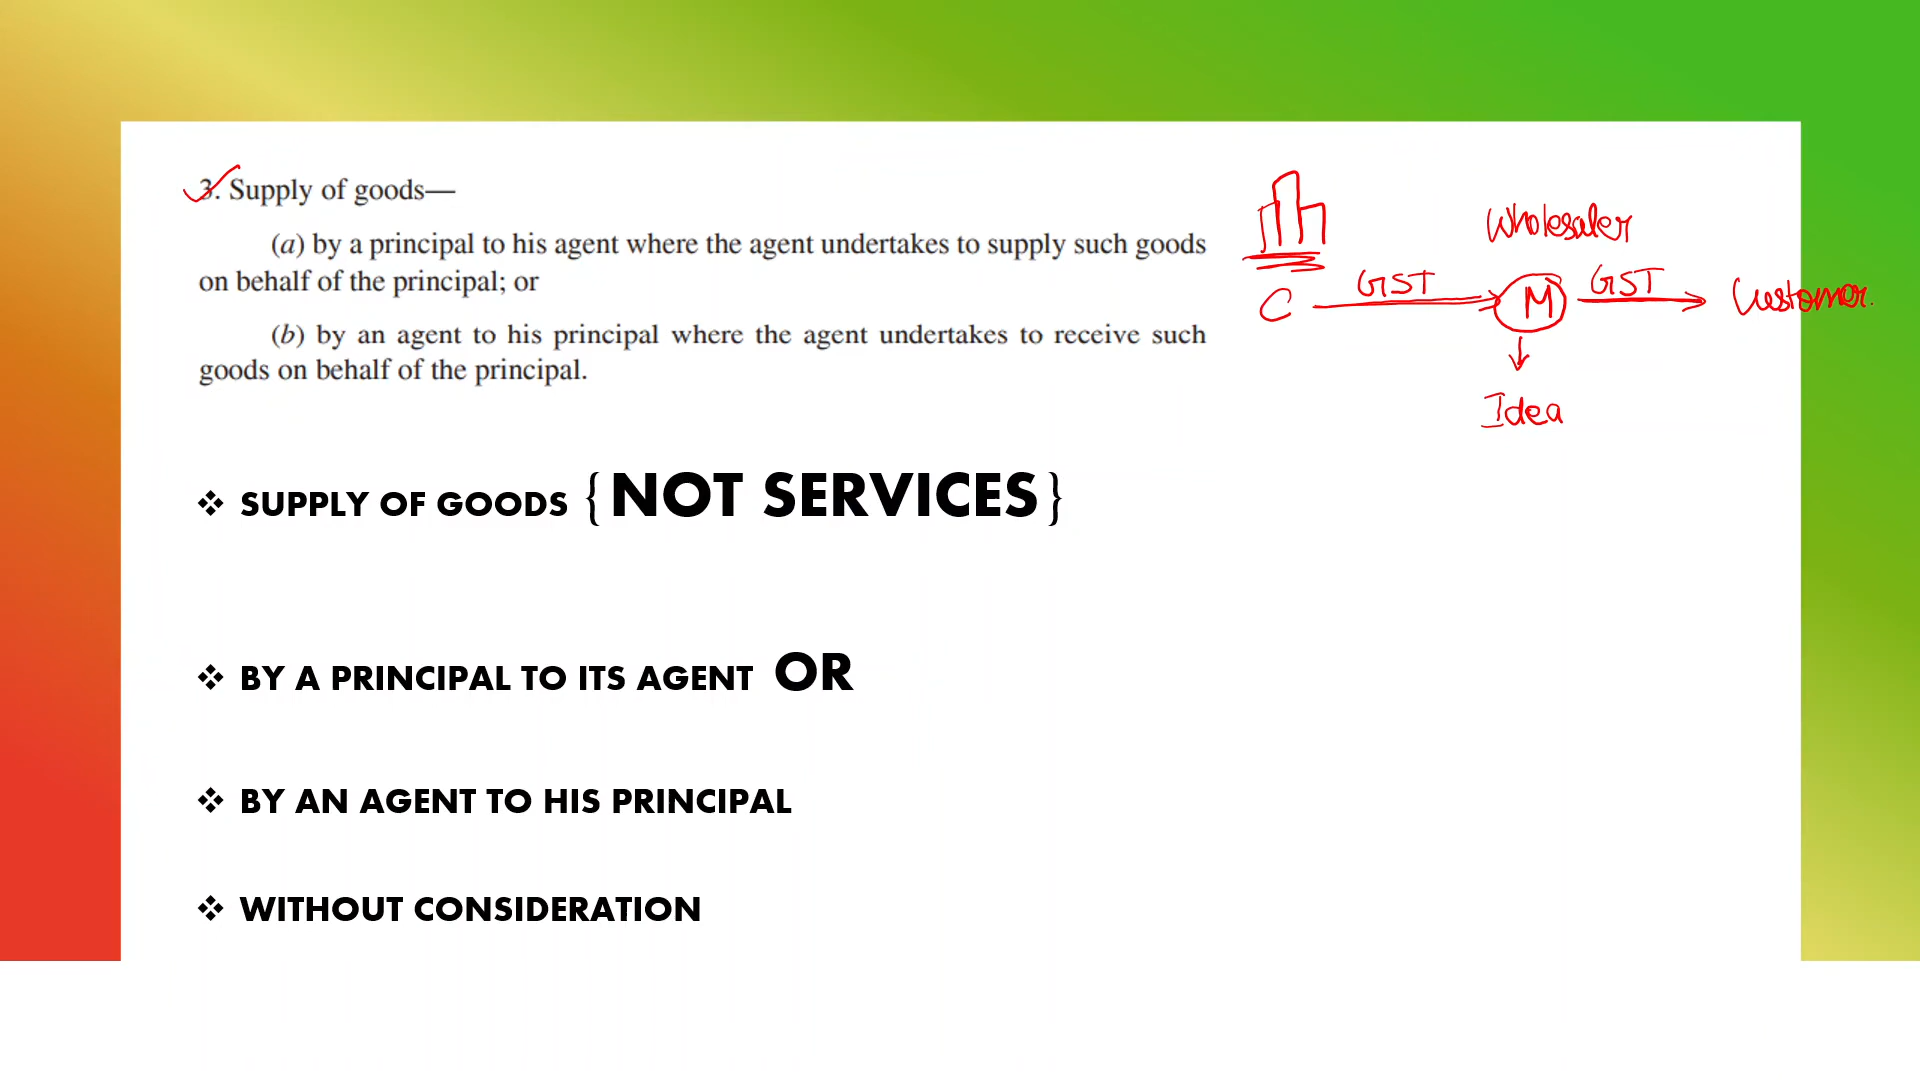 3. Supply of goods—
(a) by a principal to his agent where the agent undertakes to supply such goods
on behalf of the principal; or
(b) by an agent to his principal where the agent undertakes to receive such
goods on behalf of the principal.
Wholesaler
C GST M GST Customer.
Idea
❖ SUPPLY OF GOODS {NOT SERVICES}
❖ BY A PRINCIPAL TO ITS AGENT OR
❖ BY AN AGENT TO HIS PRINCIPAL
❖ WITHOUT CONSIDERATION